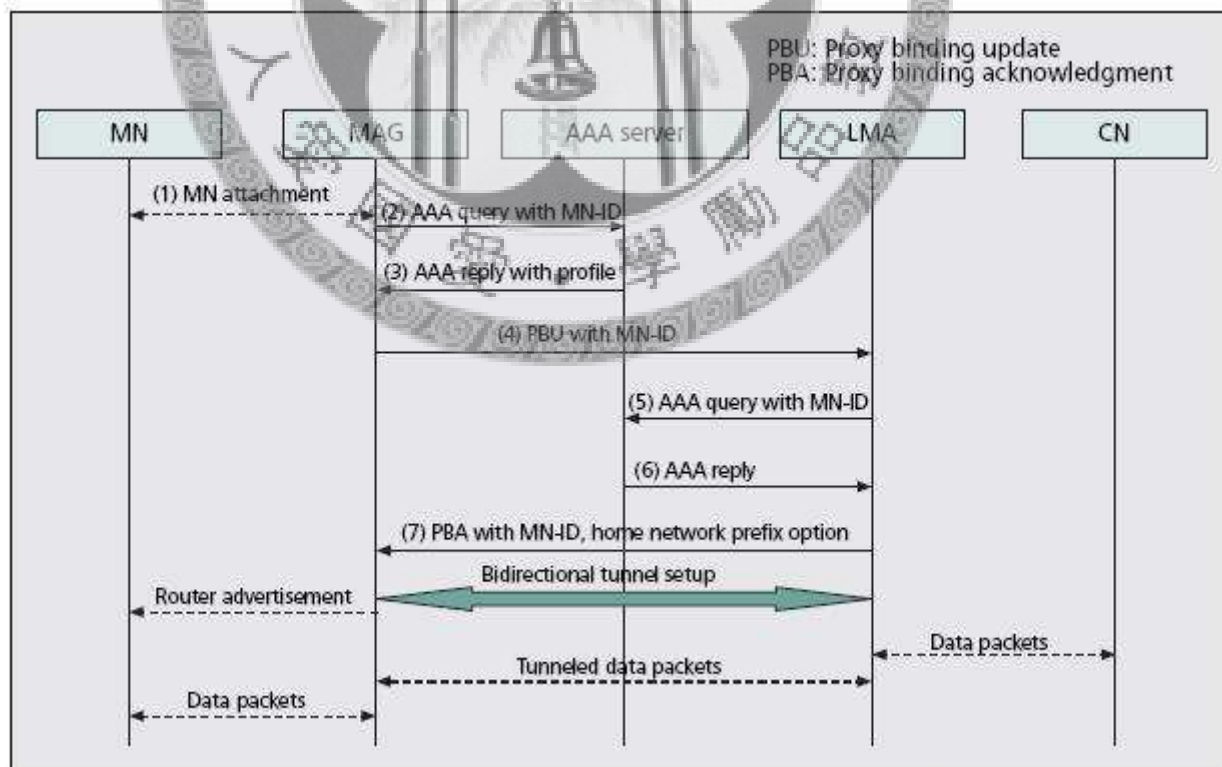 PBU: Proxy binding update
PBA: Proxy binding acknowledgment
MN
MAG
AAA server
LMA
CN
(1) MN attachment
(2) AAA query with MN-ID
(3) AAA reply with profile
(4) PBU with MN-ID
(5) AAA query with MN-ID
(6) AAA reply
(7) PBA with MN-ID, home network prefix option
Bidirectional tunnel setup
Router advertisement
Data packets
Tunneled data packets
Data packets